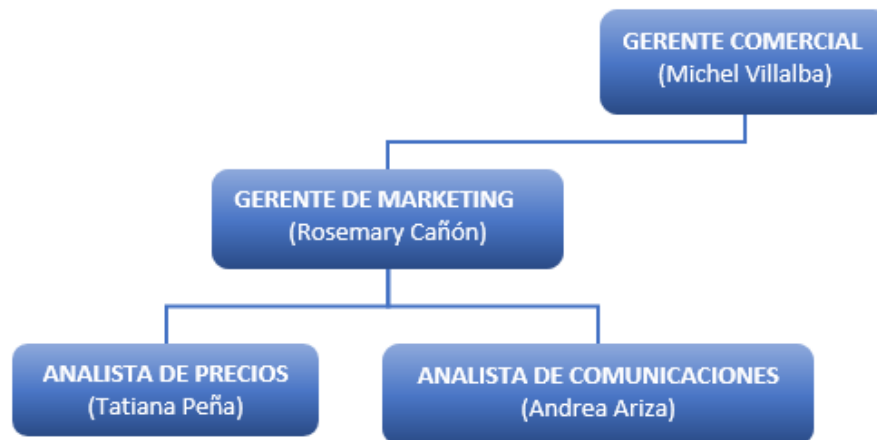 GERENTE COMERCIAL
(Michel Villalba)
GERENTE DE MARKETING
(Rosemary Cañón)
ANALISTA DE PRECIOS
(Tatiana Peña)
ANALISTA DE COMUNICACIONES
(Andrea Ariza)